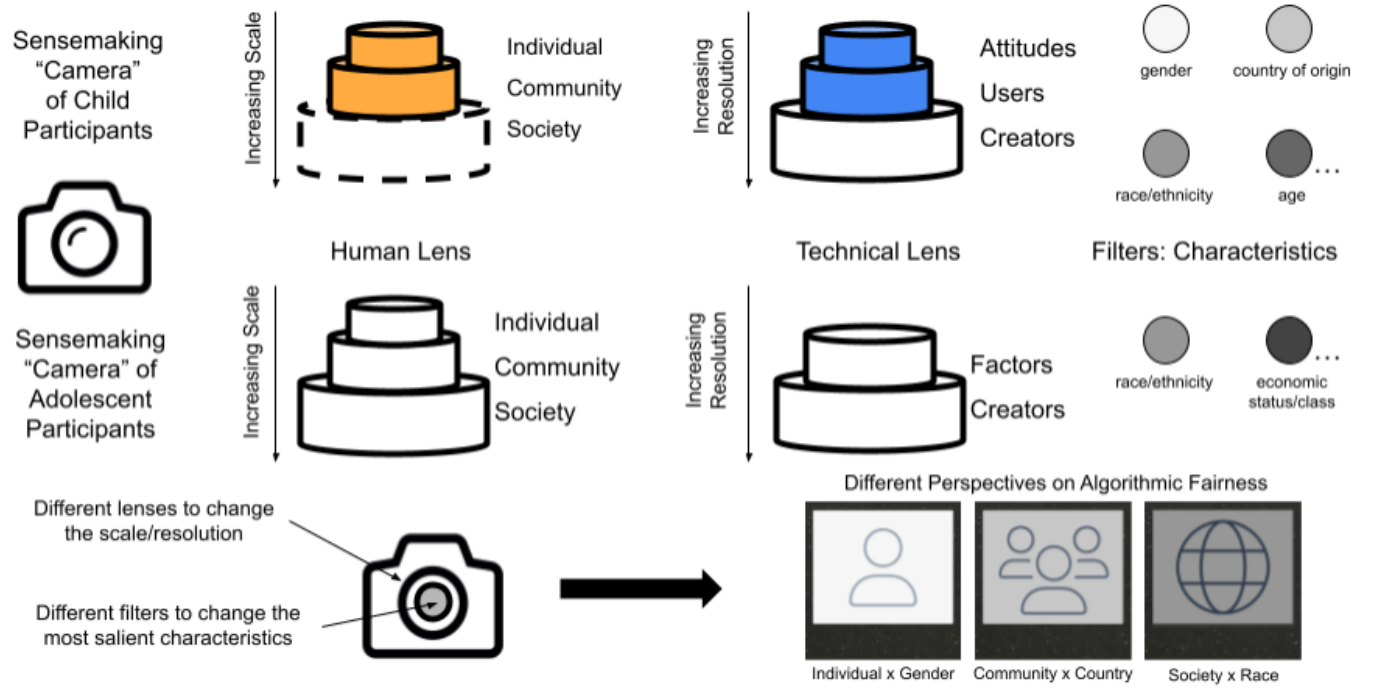 Sensemaking
“Camera”
of Child
Participants
Increasing Scale
Individual
Community
Society
Increasing
Resolution
Attitudes
Users
Creators
gender
country of origin
race/ethnicity
age
...
Human Lens
Technical Lens
Filters: Characteristics
Sensemaking
“Camera” of
Adolescent
Participants
Increasing Scale
Individual
Community
Society
Increasing
Resolution
Factors
Creators
race/ethnicity
economic
status/class
...
Different lenses to change
the scale/resolution
Different filters to change the
most salient characteristics
Different Perspectives on Algorithmic Fairness
Individual x Gender
Community x Country
Society x Race